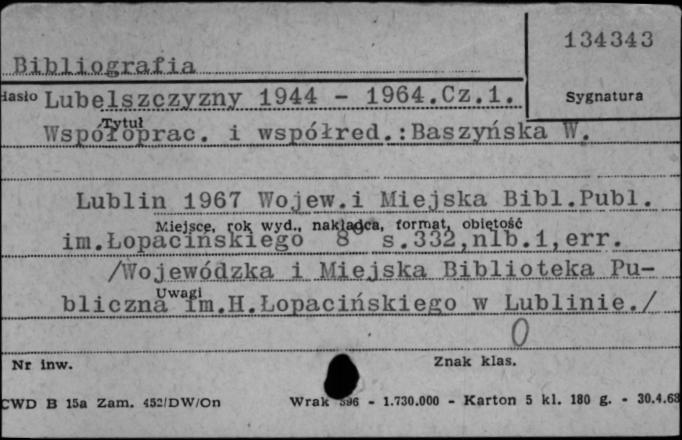 134343
Bibliografia
Hasło Lubelszczyzny 1944 - 1964.Cz.1.
Sygnatura
Tytuł
Współoprac. i współred.:Baszyńska W.
Lublin 1967 Wojew.i Miejska Bibl.Publ.
Miejsce, rok wyd., nakładca, format, obiętość
im.Łopacińskiego 8° s.332,nlb.1,err.
/Wojewódzka i Miejska Biblioteka Pu-
Uwagi
bliczna im.H.Łopacińskiego w Lublinie./
0
Nr inw.
Znak klas.
CWD B 15a Zam. 452/DW/On Wrak 596 - 1.730.000 - Karton 5 kl. 180 g. - 30.4.68